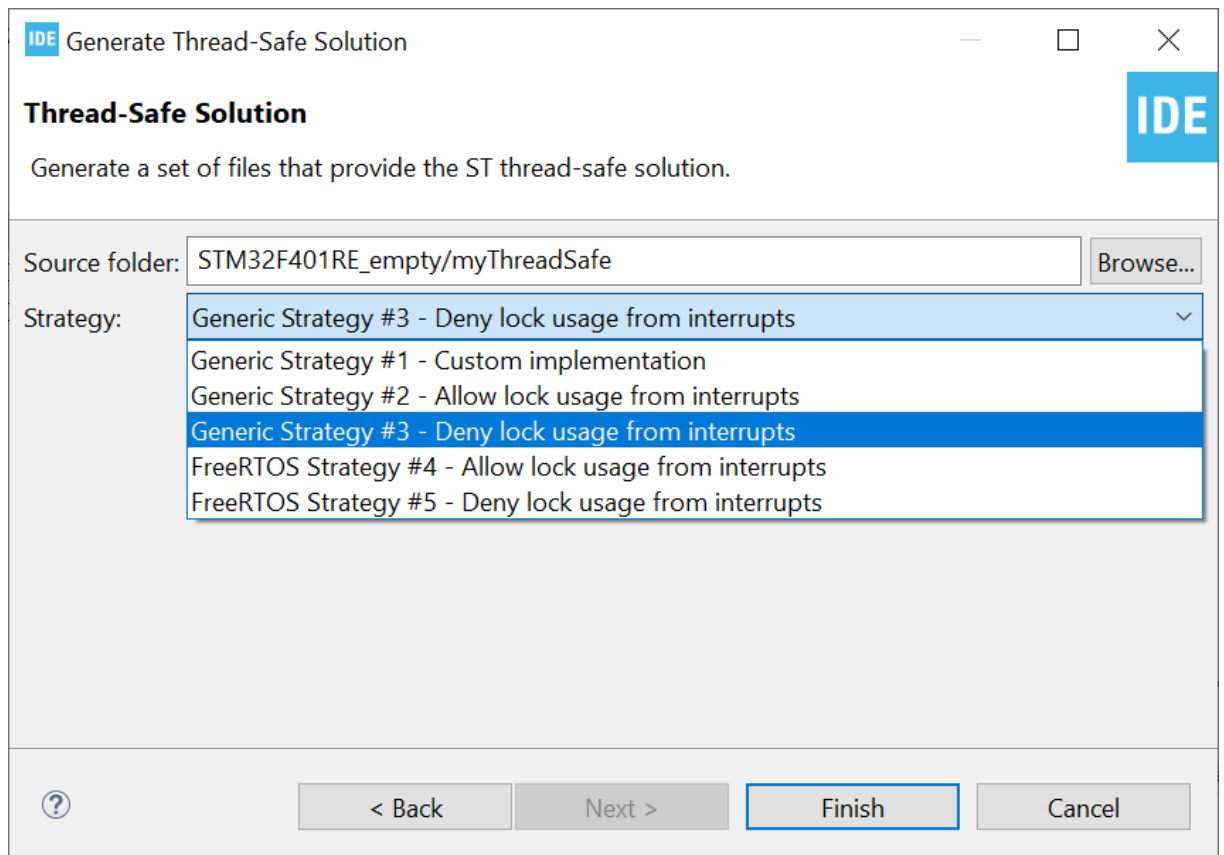 IDE Generate Thread-Safe Solution
Thread-Safe Solution
IDE
Generate a set of files that provide the ST thread-safe solution.
Source folder: STM32F401RE_empty/myThreadSafe Browse...
Strategy: Generic Strategy #3 - Deny lock usage from interrupts
Generic Strategy #1 - Custom implementation
Generic Strategy #2 - Allow lock usage from interrupts
Generic Strategy #3 - Deny lock usage from interrupts
FreeRTOS Strategy #4 - Allow lock usage from interrupts
FreeRTOS Strategy #5 - Deny lock usage from interrupts
? < Back Next > Finish Cancel